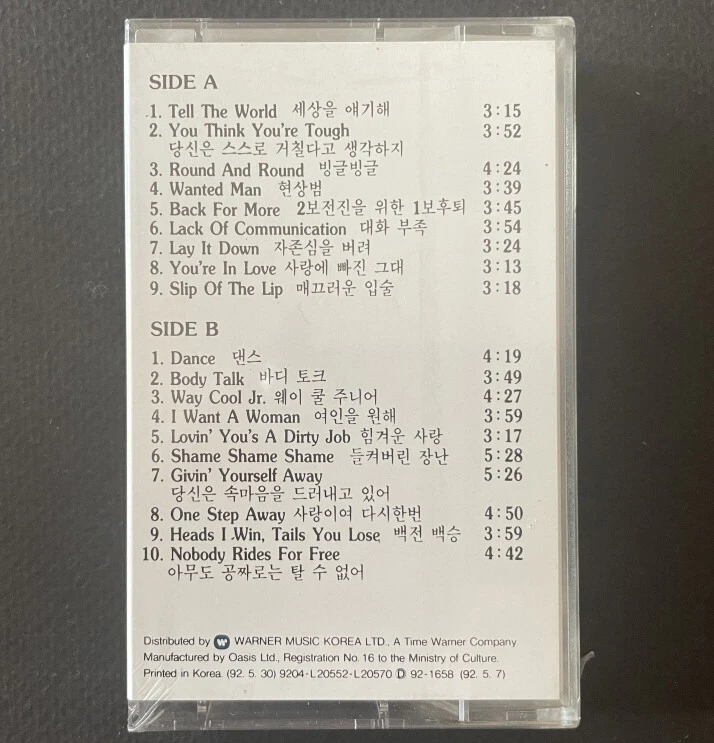 SIDE A
1. Tell The World 세상을 얘기해 3:15
2. You Think You're Tough 3:52
당신은 스스로 거칠다고 생각하지
3. Round And Round 빙글빙글 4:24
4. Wanted Man 현상범 3:39
5. Back For More 2보전진을 위한 1보후퇴 3:45
6. Lack Of Communication 대화 부족 3:54
7. Lay It Down 자존심을 버려 3:24
8. You're In Love 사랑에 빠진 그대 3:13
9. Slip Of The Lip 매끄러운 입술 3:18
SIDE B
1. Dance 댄스 4:19
2. Body Talk 바디 토크 3:49
3. Way Cool Jr. 웨이 쿨 주니어 4:27
4. I Want A Woman 여인을 원해 3:59
5. Lovin' You's A Dirty Job 힘겨운 사랑 3:17
6. Shame Shame Shame 들켜버린 장난 5:28
7. Givin' Yourself Away 5:26
당신은 속마음을 드러내고 있어
8. One Step Away 사랑이여 다시한번 4:50
9. Heads I Win, Tails You Lose 백전 백승 3:59
10. Nobody Rides For Free 4:42
아무도 공짜로는 탈 수 없어
Distributed by W WARNER MUSIC KOREA LTD., A Time Warner Company
Manufactured by Oasis Ltd., Registration No. 16 to the Ministry of Culture.
Printed in Korea. (92. 5. 30) 9204-L20552-L20570 Ⓓ 92-1658 (92. 5. 7)